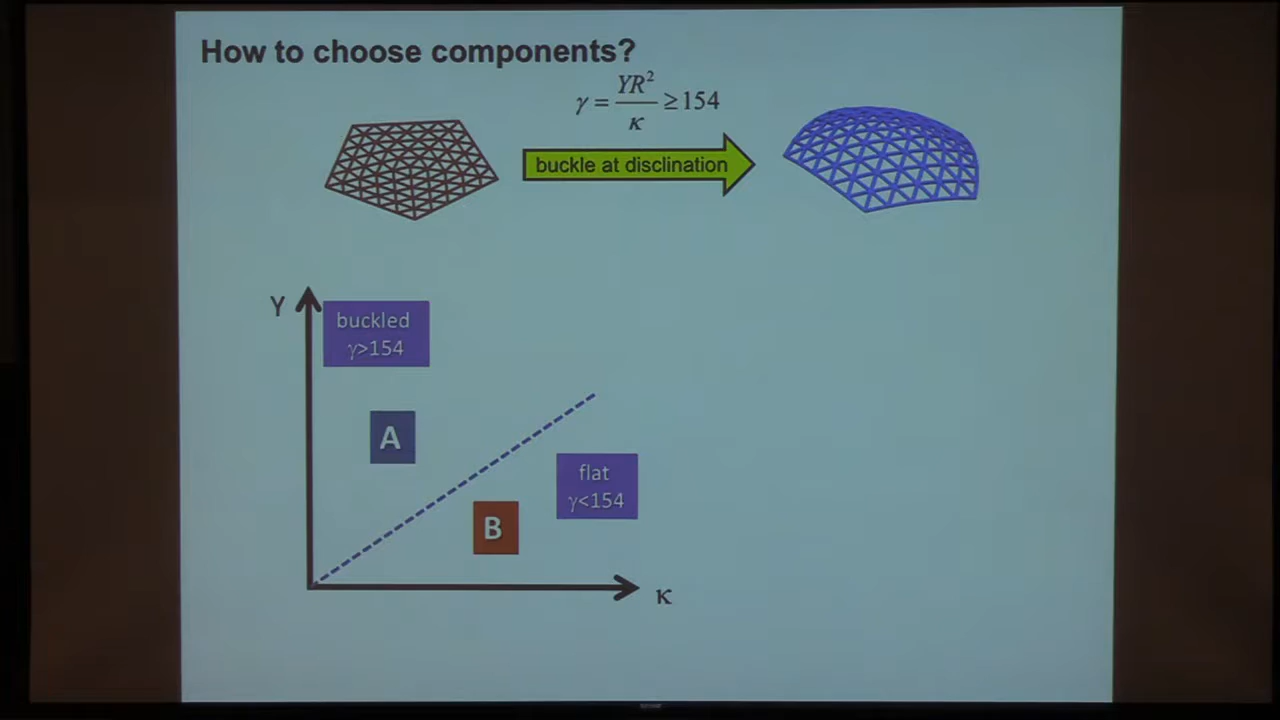 How to choose components?
γ = YR² / κ ≥ 154
buckle at disclination
Y
buckled
γ>154
A
flat
γ<154
B
κ